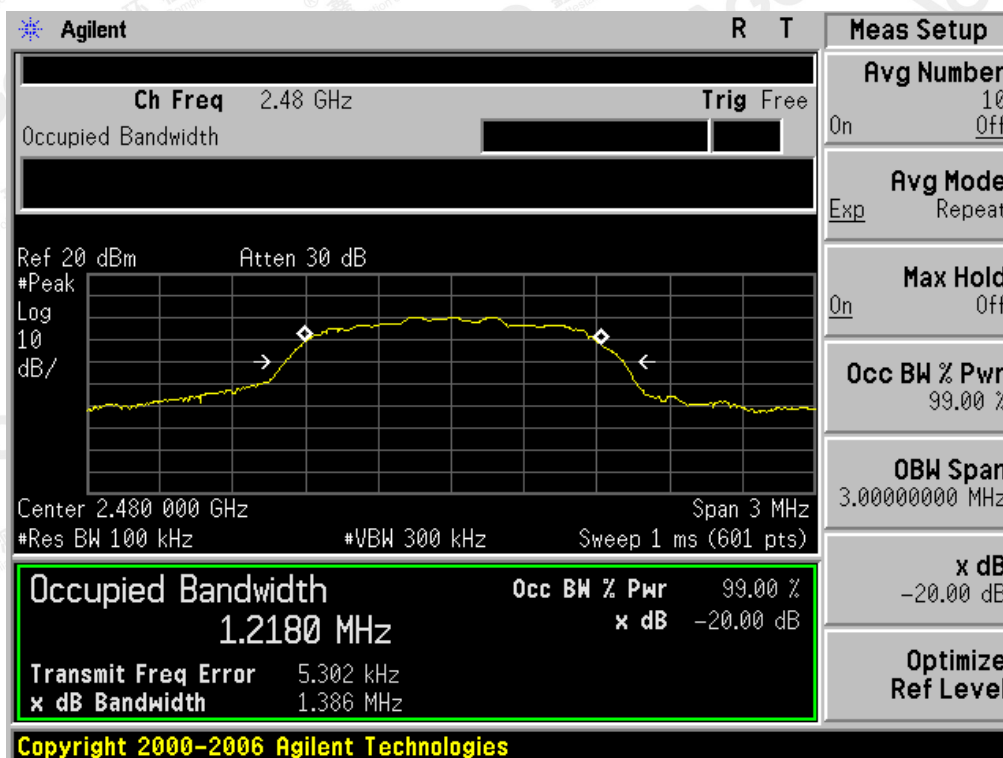 Agilent R T
Ch Freq 2.48 GHz Trig Free
Occupied Bandwidth
Ref 20 dBm Atten 30 dB
#Peak
Log
10
dB/
Center 2.480 000 GHz Span 3 MHz
#Res BW 100 kHz #VBW 300 kHz Sweep 1 ms (601 pts)
Occupied Bandwidth
1.2180 MHz
Occ BW % Pwr 99.00 %
x dB -20.00 dB
Transmit Freq Error 5.302 kHz
x dB Bandwidth 1.386 MHz
Copyright 2000-2006 Agilent Technologies
Meas Setup
Avg Number
10
On Off
Avg Mode
Exp Repeat
Max Hold
On Off
Occ BW % Pwr
99.00 %
OBW Span
3.00000000 MHz
x dB
-20.00 dB
Optimize
Ref Level